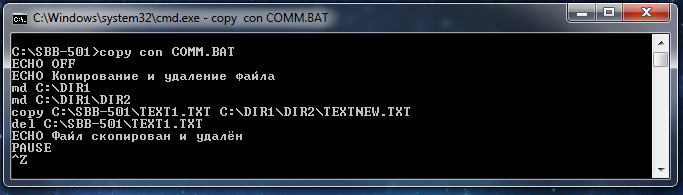 C:\Windows\system32\cmd.exe - copy  con COMM.BAT
C:\SBB-501>copy con COMM.BAT
ECHO OFF
ECHO Копирование и удаление файла
md C:\DIR1
md C:\DIR1\DIR2
copy C:\SBB-501\TEXT1.TXT C:\DIR1\DIR2\TEXTNEW.TXT
del C:\SBB-501\TEXT1.TXT
ECHO Файл скопирован и удалён
PAUSE
^Z